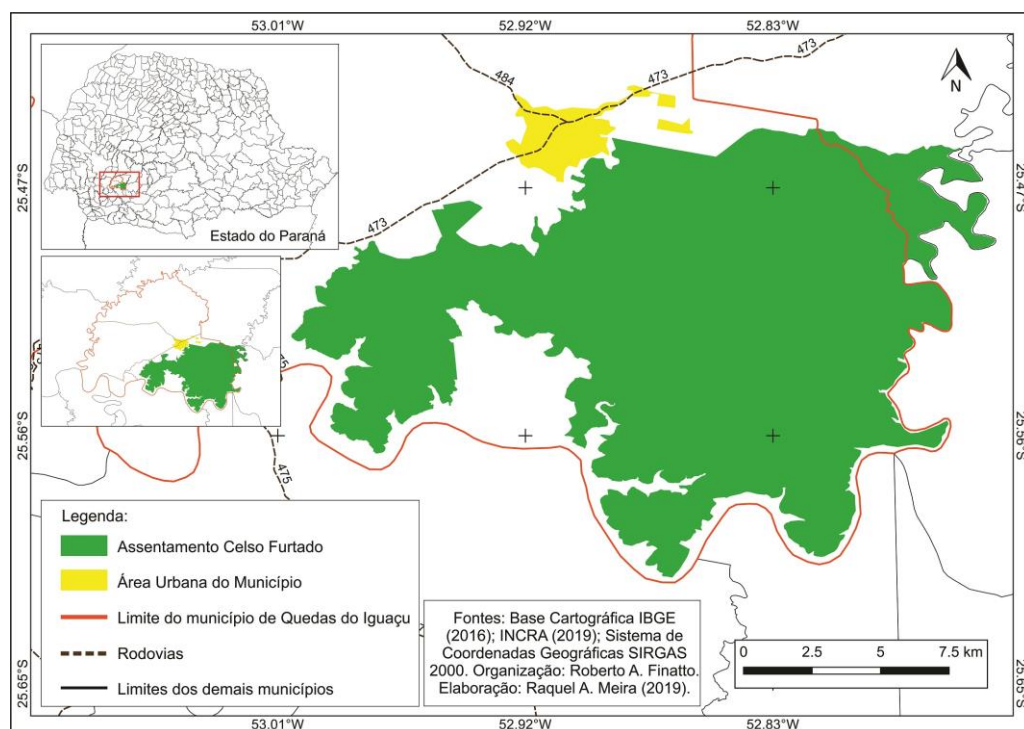 53.01°W
52.92°W
52.83°W
473
484
473
N
25.47°S
25.47°S
473
Estado do Paraná
475
25.56°S
25.56°S
475
Legenda:
Assentamento Celso Furtado
Área Urbana do Município
Limite do município de Quedas do Iguaçu
Rodovias
Limites dos demais municípios
Fontes: Base Cartográfica IBGE
(2016); INCRA (2019); Sistema de
Coordenadas Geográficas SIRGAS
2000. Organização: Roberto A. Finatto.
Elaboração: Raquel A. Meira (2019).
0 2.5 5 7.5 km
25.65°S
25.65°S
53.01°W
52.92°W
52.83°W